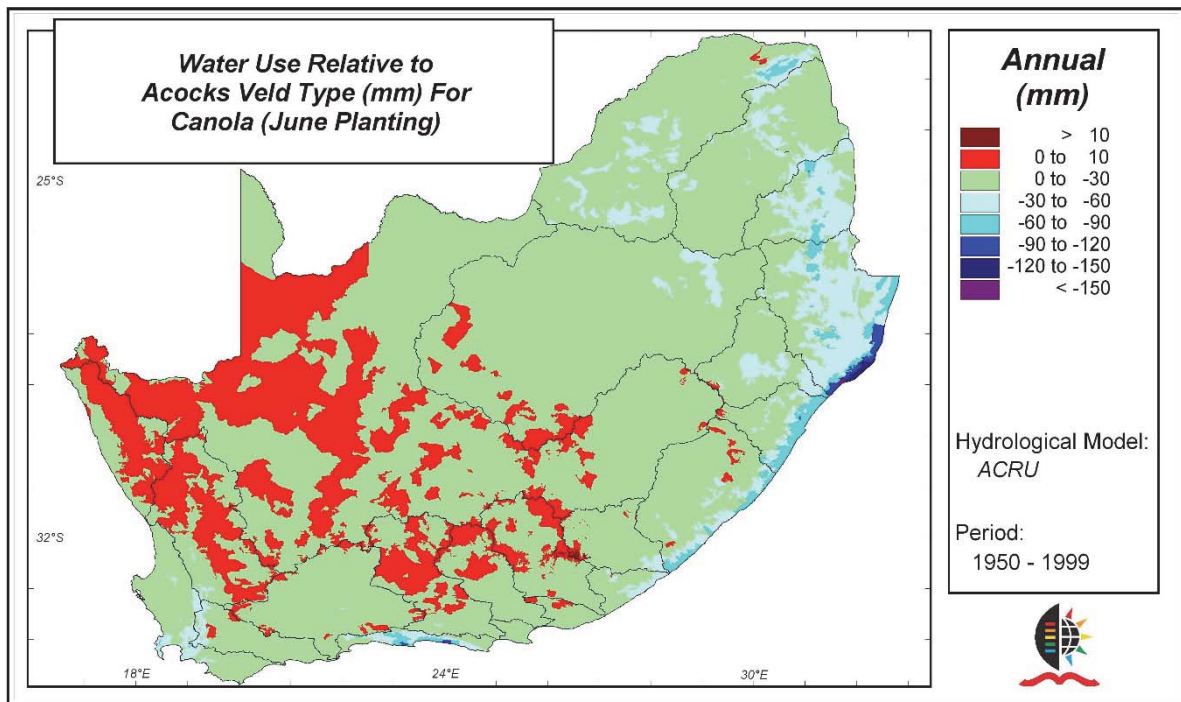 Water Use Relative to
Acocks Veld Type (mm) For
Canola (June Planting)
25°S
32°S
18°E
24°E
30°E
Annual
(mm)
> 10
0 to 10
0 to -30
-30 to -60
-60 to -90
-90 to -120
-120 to -150
< -150
Hydrological Model:
ACRU
Period:
1950 - 1999